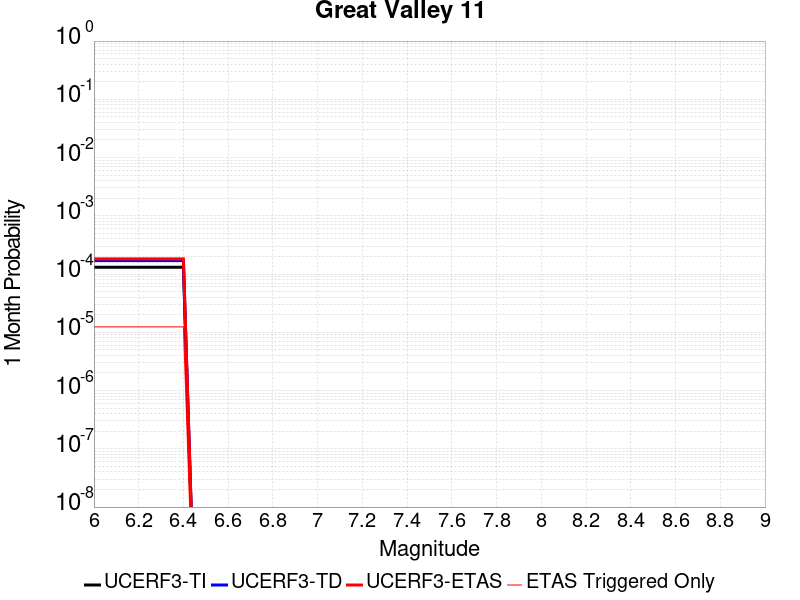 Great Valley 11
1 Month Probability
10^0
10^-1
10^-2
10^-3
10^-4
10^-5
10^-6
10^-7
10^-8
6 6.2 6.4 6.6 6.8 7 7.2 7.4 7.6 7.8 8 8.2 8.4 8.6 8.8 9
Magnitude
UCERF3-TI UCERF3-TD UCERF3-ETAS ETAS Triggered Only